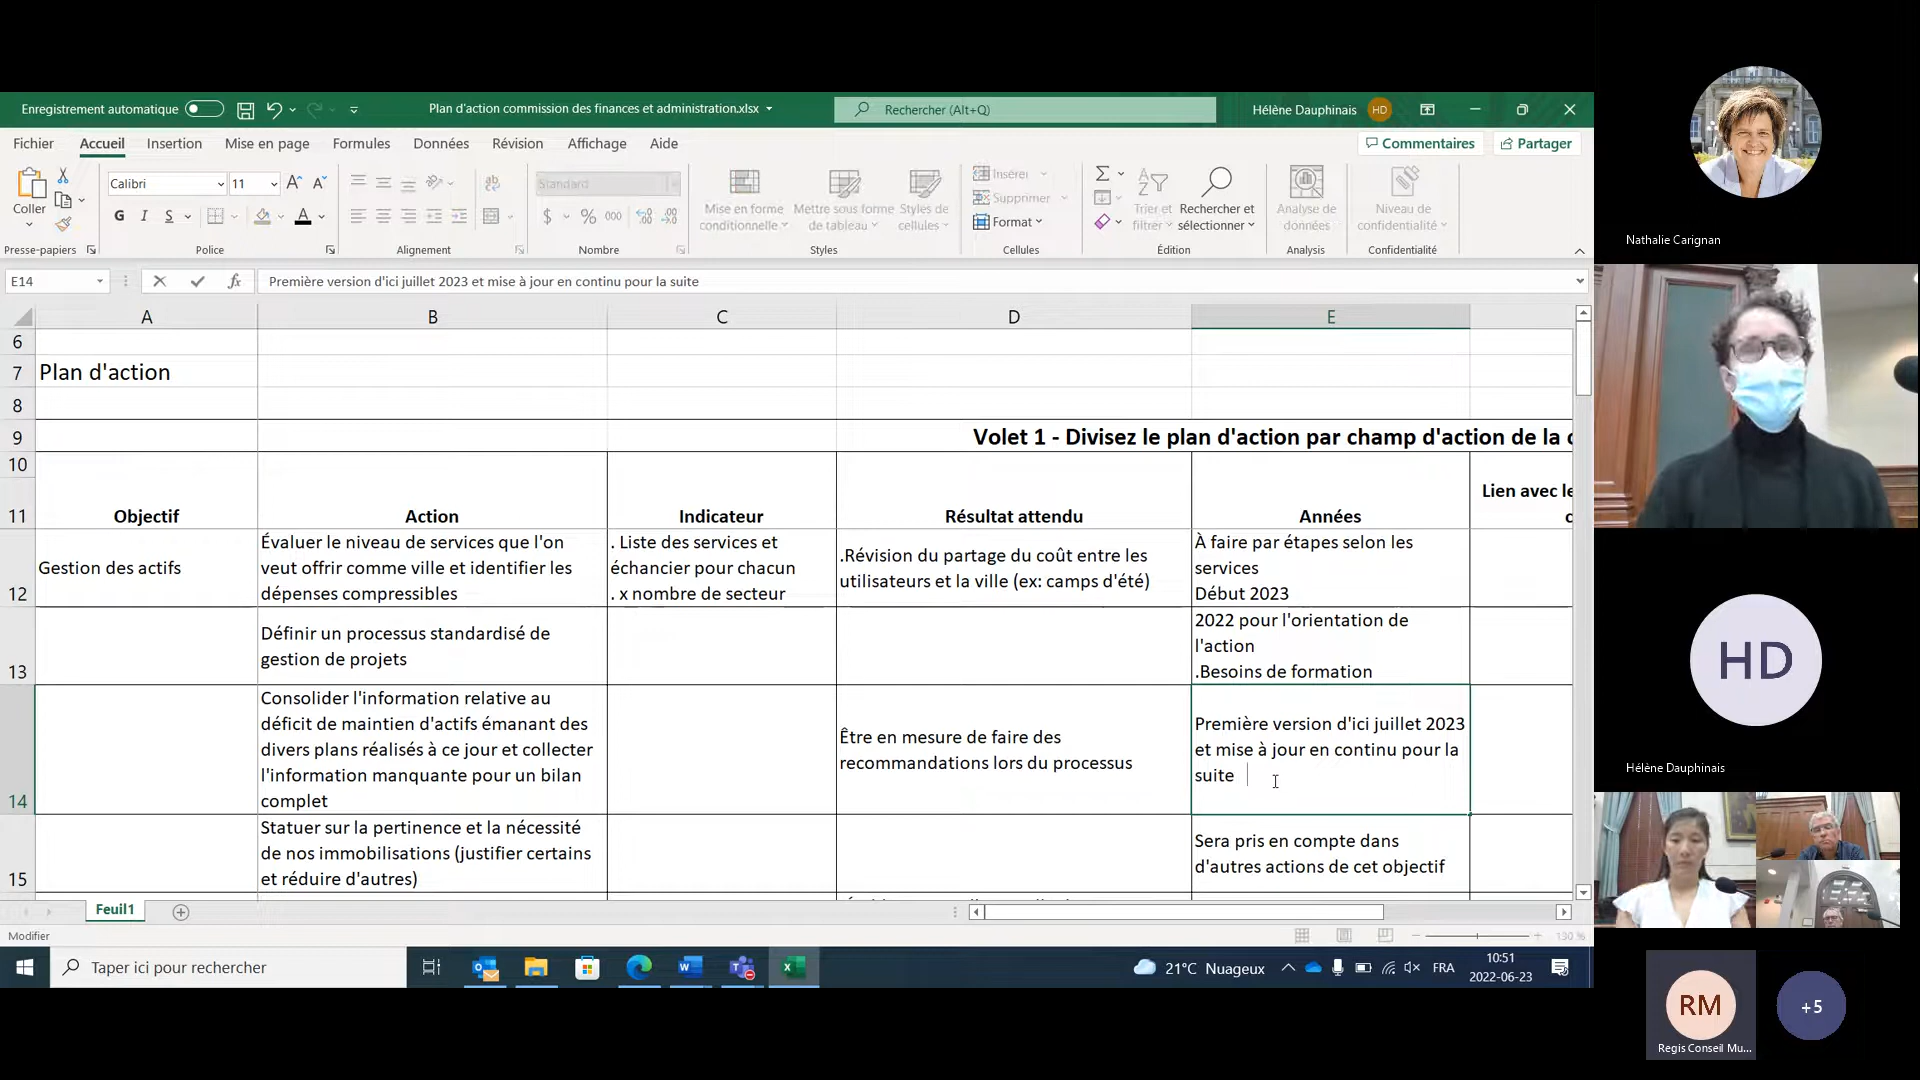 Enregistrement automatique
Plan d'action commission des finances et administration.xlsx
Rechercher (Alt+Q)
Hélène Dauphinais
HD
Fichier Accueil Insertion Mise en page Formules Données Révision Affichage Aide
Commentaires
Partager
Coller
Calibri
11
G I S
Standard
$ % 000
Mise en forme conditionnelle
Mettre sous forme de tableau
Styles de cellules
Insérer
Supprimer
Format
Trier et filtrer
Rechercher et sélectionner
Analyse de données
Niveau de confidentialité
Presse-papiers Police Alignement Nombre Styles Cellules Édition Analysis Confidentialité
E14
fx
Première version d'ici juillet 2023 et mise à jour en continu pour la suite
A B C D E
6
7
Plan d'action
8
9
Volet 1 - Divisez le plan d'action par champ d'action de la
10
11
Objectif
Action
Indicateur
Résultat attendu
Années
Lien avec le
12
Gestion des actifs
Évaluer le niveau de services que l'on
veut offrir comme ville et identifier les
dépenses compressibles
. Liste des services et
échancier pour chacun
. x nombre de secteur
.Révision du partage du coût entre les
utilisateurs et la ville (ex: camps d'été)
À faire par étapes selon les
services
Début 2023
13
Définir un processus standardisé de
gestion de projets
2022 pour l'orientation de
l'action
.Besoins de formation
14
Consolider l'information relative au
déficit de maintien d'actifs émanant des
divers plans réalisés à ce jour et collecter
l'information manquante pour un bilan
complet
Être en mesure de faire des
recommandations lors du processus
Première version d'ici juillet 2023
et mise à jour en continu pour la
suite
15
Statuer sur la pertinence et la nécessité
de nos immobilisations (justifier certains
et réduire d'autres)
Sera pris en compte dans
d'autres actions de cet objectif
Feuil1
Modifier
130 %
Taper ici pour rechercher
21°C Nuageux
FRA
10:51
2022-06-23
Nathalie Carignan
HD
Hélène Dauphinais
RM
Regis Conseil Mu...
+5